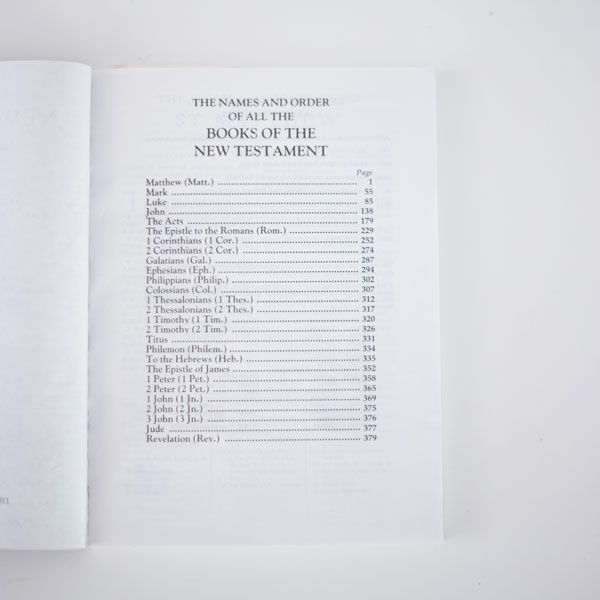 THE NAMES AND ORDER
OF ALL THE
BOOKS OF THE
NEW TESTAMENT
Page
Matthew (Matt.) 1
Mark 55
Luke 85
John 138
The Acts 179
The Epistle to the Romans (Rom.) 229
1 Corinthians (1 Cor.) 252
2 Corinthians (2 Cor.) 274
Galatians (Gal.) 287
Ephesians (Eph.) 294
Philippians (Philip.) 302
Colossians (Col.) 307
1 Thessalonians (1 Thes.) 312
2 Thessalonians (2 Thes.) 317
1 Timothy (1 Tim.) 320
2 Timothy (2 Tim.) 326
Titus 331
Philemon (Philem.) 334
To the Hebrews (Heb.) 335
The Epistle of James 352
1 Peter (1 Pet.) 358
2 Peter (2 Pet.) 365
1 John (1 Jn.) 369
2 John (2 Jn.) 375
3 John (3 Jn.) 376
Jude 377
Revelation (Rev.) 379